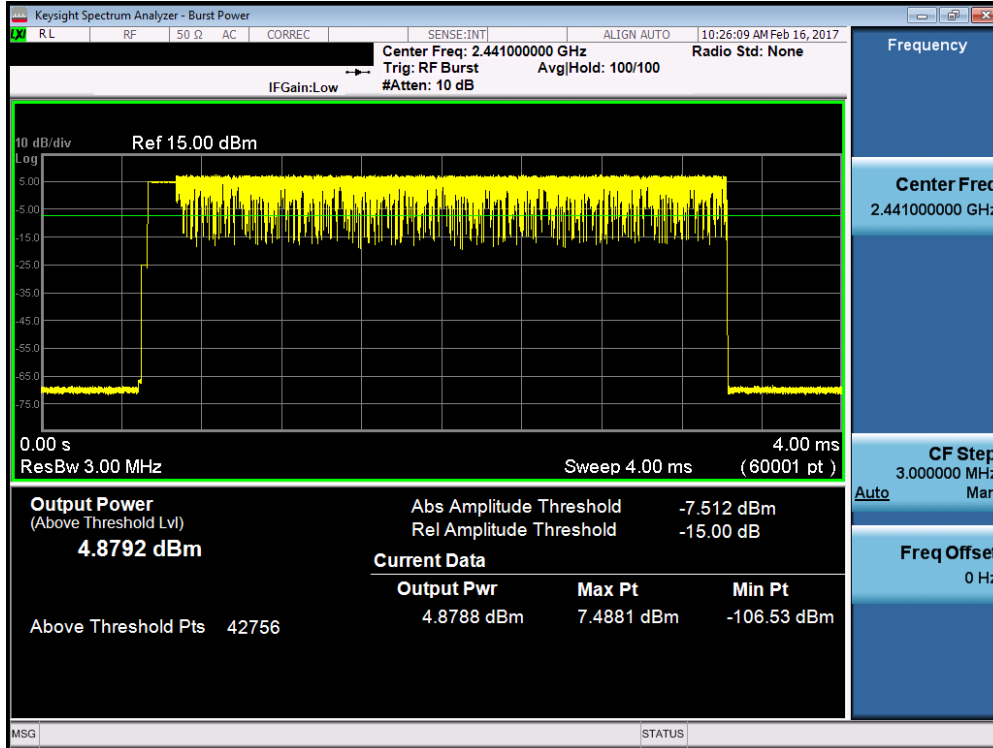 Keysight Spectrum Analyzer - Burst Power
LXI RL RF 50 Ω AC CORREC SENSE:INT ALIGN AUTO 10:26:09 AM Feb 16, 2017
Center Freq: 2.441000000 GHz Radio Std: None
Trig: RF Burst Avg|Hold: 100/100
IFGain:Low #Atten: 10 dB
Frequency
10 dB/div Ref 15.00 dBm
Log
5.00
-5.00
-15.0
-25.0
-35.0
-45.0
-55.0
-65.0
-75.0
0.00 s 4.00 ms
ResBw 3.00 MHz Sweep 4.00 ms (60001 pt)
Center Freq
2.441000000 GHz
CF Step
3.000000 MHz
Auto Man
Freq Offset
0 Hz
Output Power
(Above Threshold Lvl)
4.8792 dBm
Above Threshold Pts 42756
Abs Amplitude Threshold -7.512 dBm
Rel Amplitude Threshold -15.00 dB
Current Data
Output Pwr Max Pt Min Pt
4.8788 dBm 7.4881 dBm -106.53 dBm
MSG STATUS